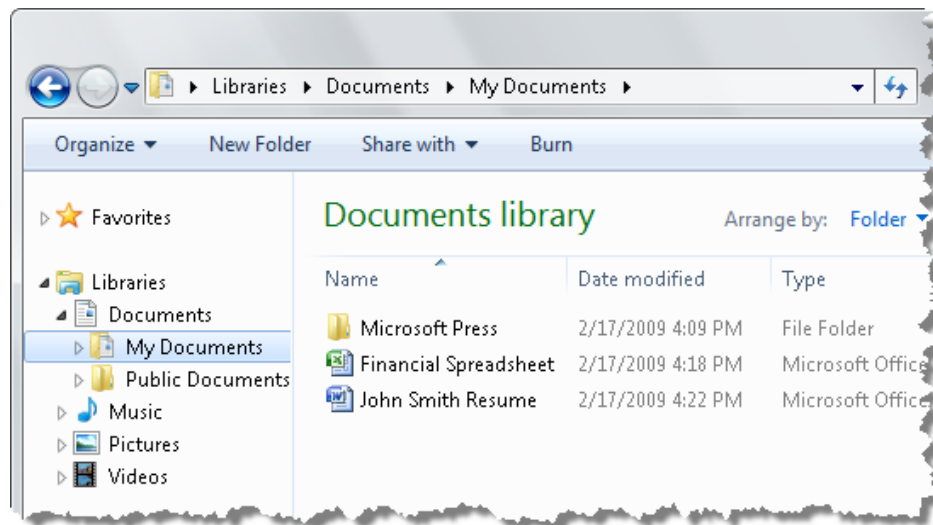 Libraries Documents My Documents
Organize New Folder Share with Burn
Favorites
Libraries
Documents
My Documents
Public Documents
Music
Pictures
Videos
Documents library
Arrange by: Folder
Name Date modified Type
Microsoft Press 2/17/2009 4:09 PM File Folder
Financial Spreadsheet 2/17/2009 4:18 PM Microsoft Office
John Smith Resume 2/17/2009 4:22 PM Microsoft Office